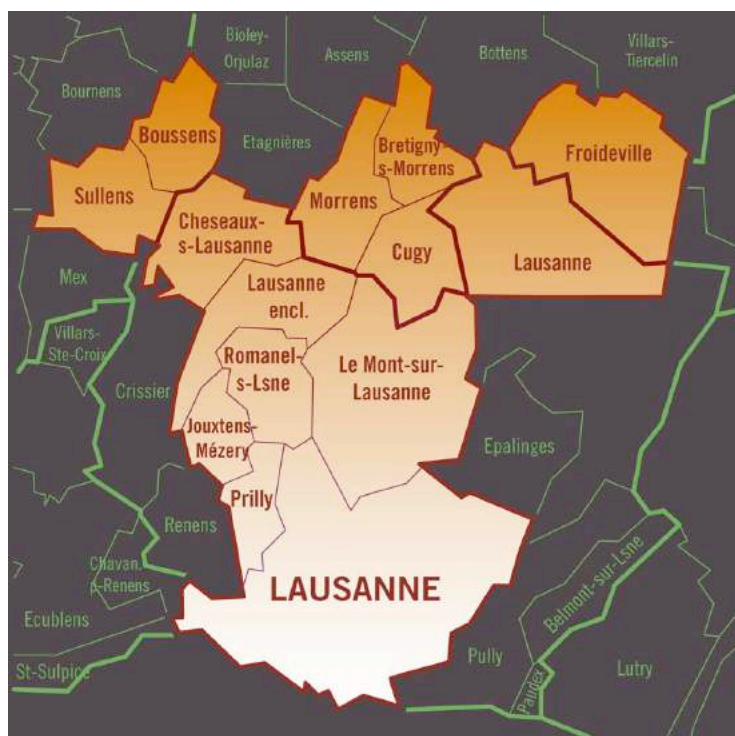 Bioley-
Orjulaz
Assens
Bottens
Villars-
Tiercelin
Bournens
Boussens
Etagnières
Bretigny-
s-Morrens
Froideville
Sullens
Morrens
Cheseaux-
s-Lausanne
Cugy
Lausanne
Mex
Lausanne
encl.
Villars-
Ste-Croix
Romanel-
s-Lsne
Le Mont-sur-
Lausanne
Crissier
Jouxtens-
Mézery
Epalinges
Prilly
Renens
Chavan.
p-Renens
LAUSANNE
Belmont-sur-Lsne
Ecublens
St-Sulpice
Pully
Paudex
Lutry